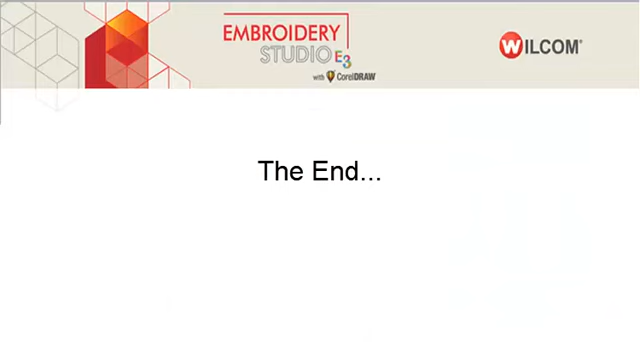 EMBROIDERY
STUDIO E3
with CorelDRAW
WILCOM®
The End...